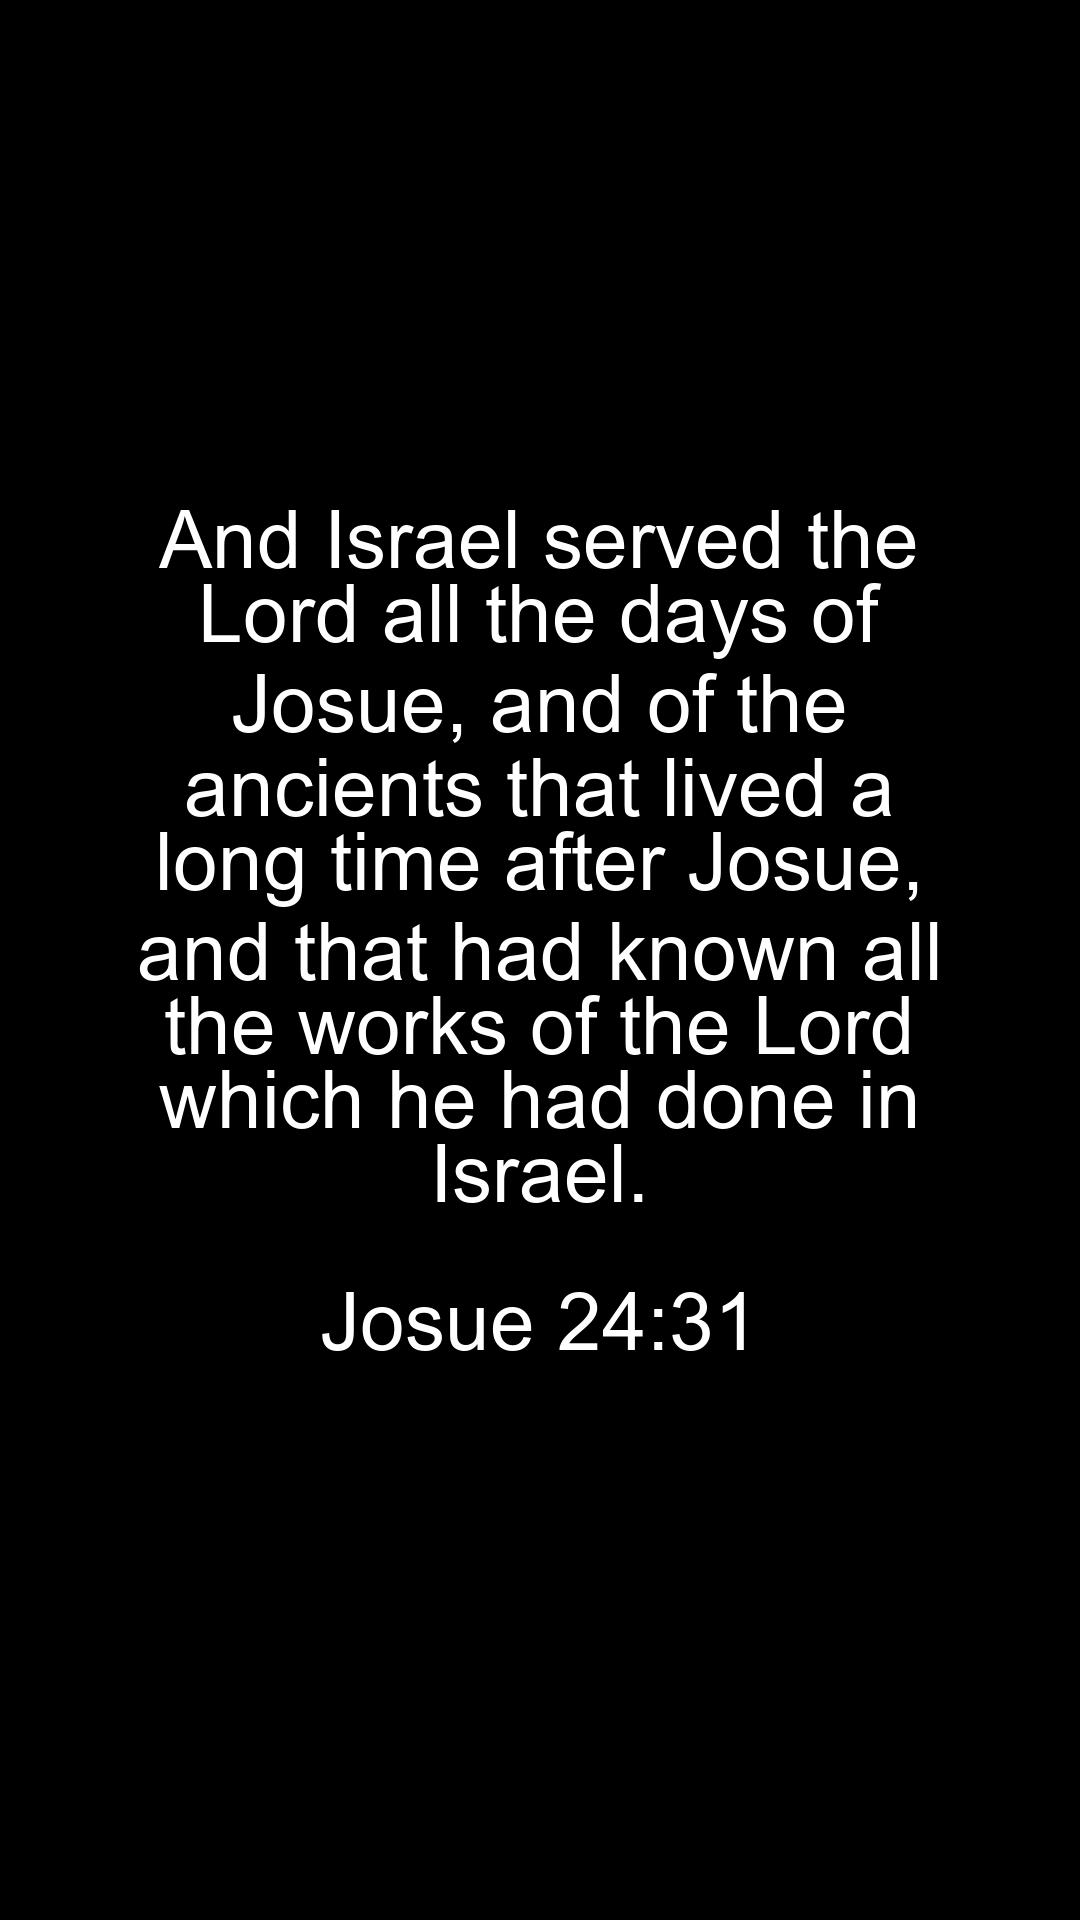 And Israel served the
Lord all the days of
Josue, and of the
ancients that lived a
long time after Josue,
and that had known all
the works of the Lord
which he had done in
Israel.
Josue 24:31